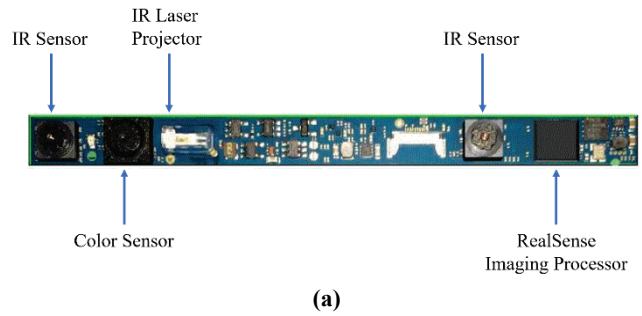 IR Sensor
IR Laser
Projector
IR Sensor
Color Sensor
RealSense
Imaging Processor
(a)